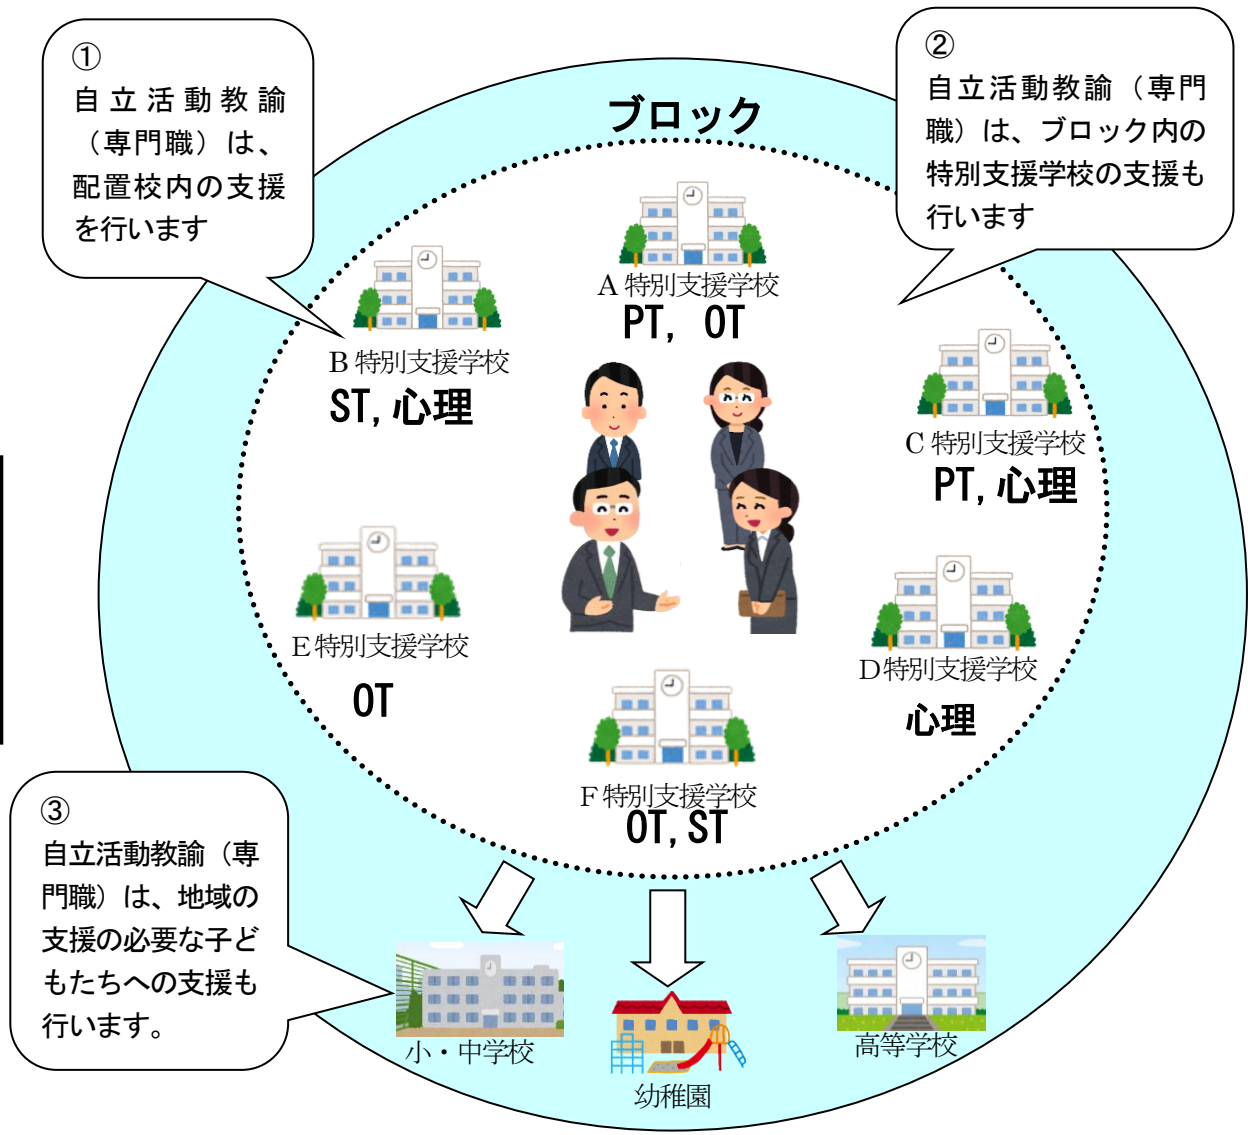 ①
自立活動教諭
（専門職）は、
配置校内の支援
を行います
②
自立活動教諭（専門
職）は、ブロック内の
特別支援学校の支援も
行います
ブロック
A 特別支援学校
PT, OT
B 特別支援学校
ST, 心理
C 特別支援学校
PT, 心理
E 特別支援学校
OT
D 特別支援学校
心理
F 特別支援学校
OT, ST
③
自立活動教諭（専
門職）は、地域の
支援の必要な子ど
もたちへの支援も
行います。
小・中学校
幼稚園
高等学校